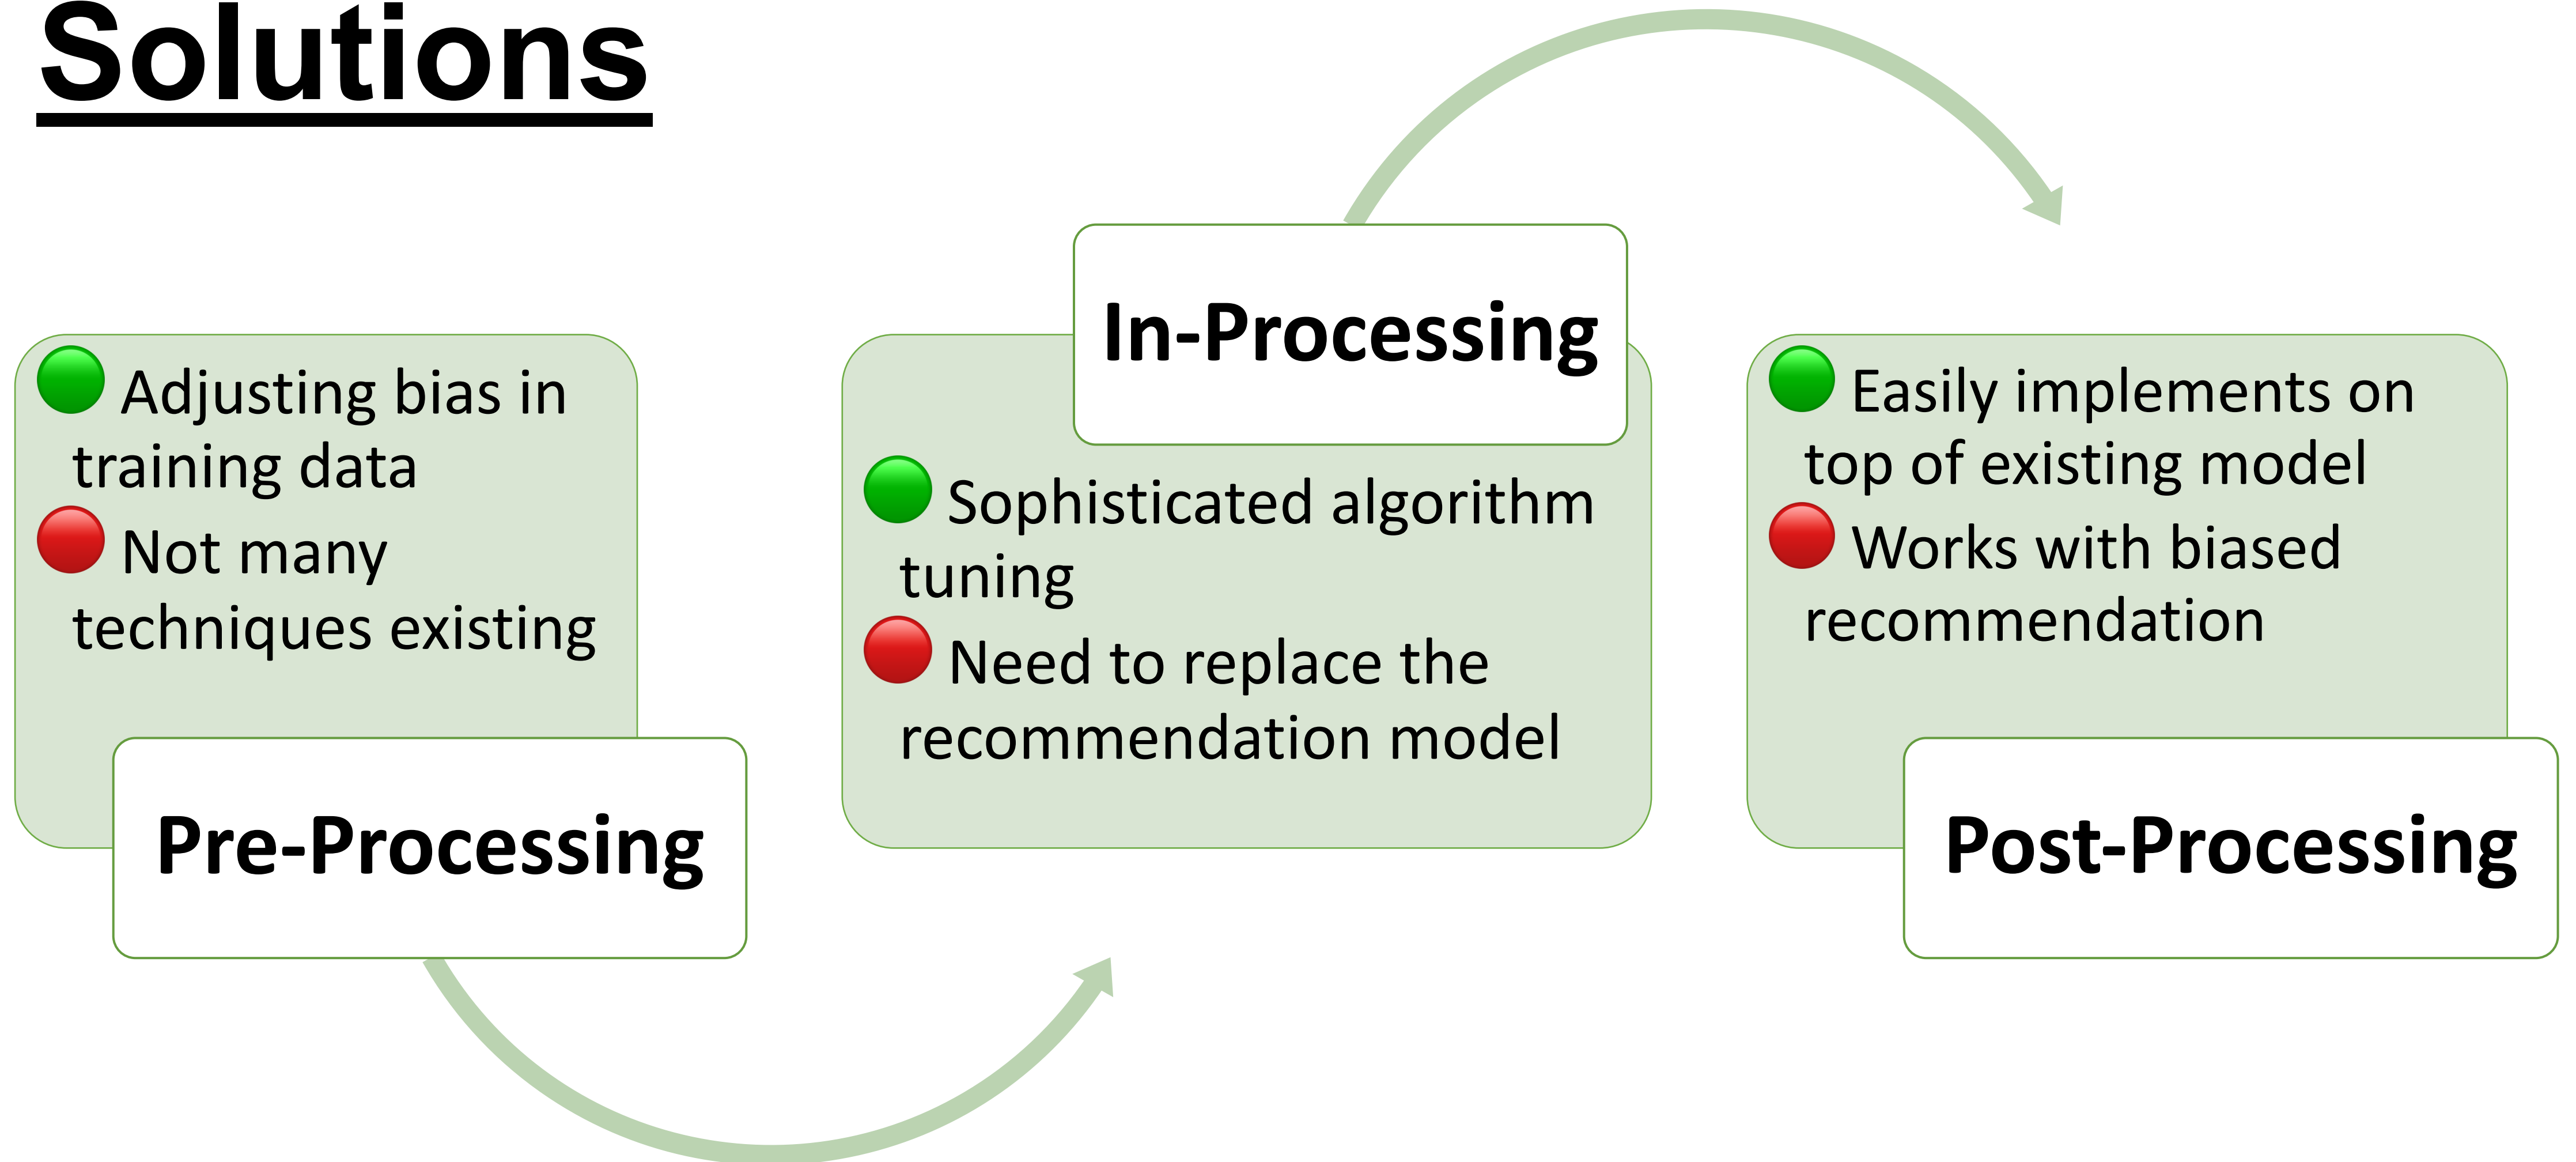 Solutions
Adjusting bias in
training data
Not many
techniques existing
Pre-Processing
In-Processing
Sophisticated algorithm
tuning
Need to replace the
recommendation model
Easily implements on
top of existing model
Works with biased
recommendation
Post-Processing